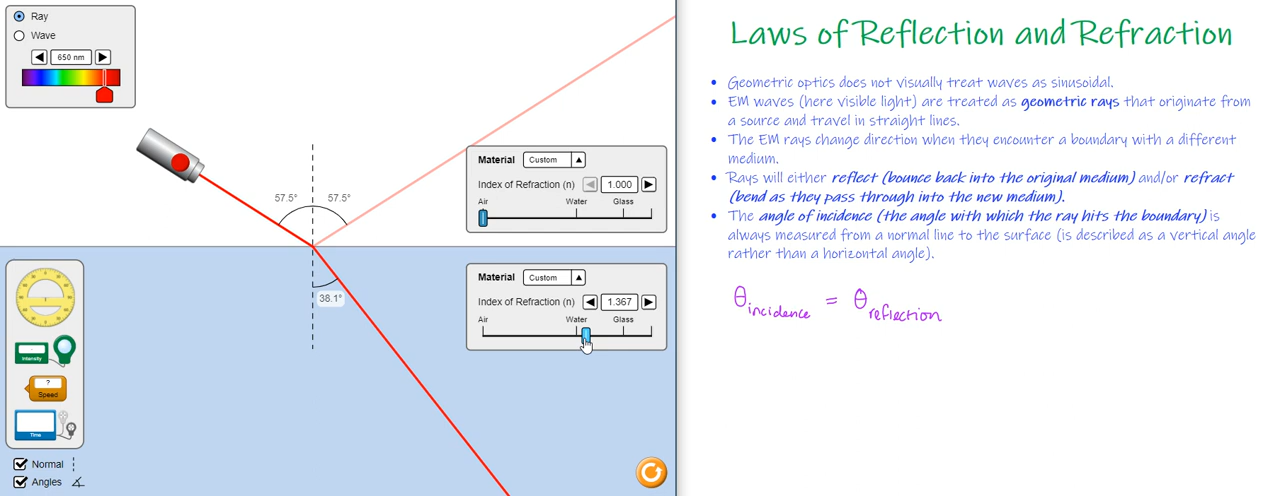 Ray
Wave
650 nm
57.5°
57.5°
38.1°
Material
Custom
Index of Refraction (n)
1.000
Air
Water
Glass
Material
Custom
Index of Refraction (n)
1.367
Air
Water
Glass
Intensity
?
Speed
Time
Normal
Angles
Laws of Reflection and Refraction
• Geometric optics does not visually treat waves as sinusoidal.
• EM waves (here visible light) are treated as geometric rays that originate from
a source and travel in straight lines.
• The EM rays change direction when they encounter a boundary with a different
medium.
• Rays will either reflect (bounce back into the original medium) and/or refract
(bend as they pass through into the new medium).
• The angle of incidence (the angle with which the ray hits the boundary) is
always measured from a normal line to the surface (is described as a vertical angle
rather than a horizontal angle).
θincidence = θreflection